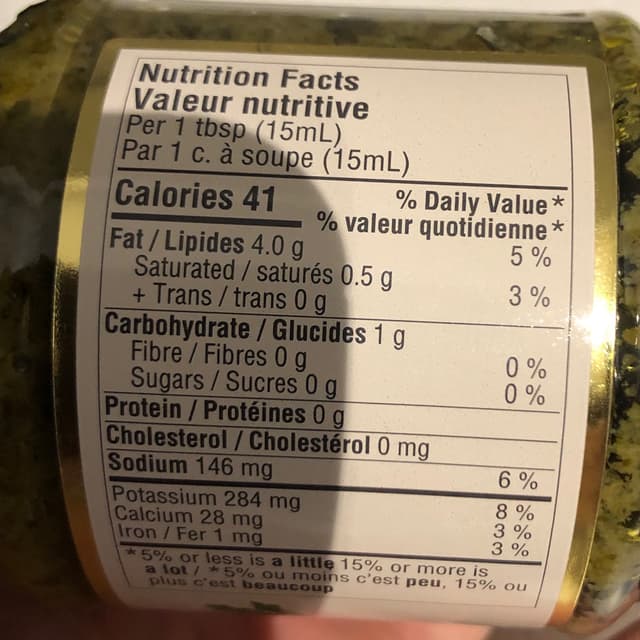 Nutrition Facts
Valeur nutritive
Per 1 tbsp (15mL)
Par 1 c. à soupe (15mL)
Calories 41 % Daily Value*
% valeur quotidienne*
Fat / Lipides 4.0 g 5 %
Saturated / saturés 0.5 g
+ Trans / trans 0 g 3 %
Carbohydrate / Glucides 1 g
Fibre / Fibres 0 g 0 %
Sugars / Sucres 0 g 0 %
Protein / Protéines 0 g
Cholesterol / Cholestérol 0 mg
Sodium 146 mg 6 %
Potassium 284 mg 8 %
Calcium 28 mg 3 %
Iron / Fer 1 mg 3 %
*5% or less is a little 15% or more is
a lot / *5% ou moins c'est peu, 15% ou
plus c'est beaucoup